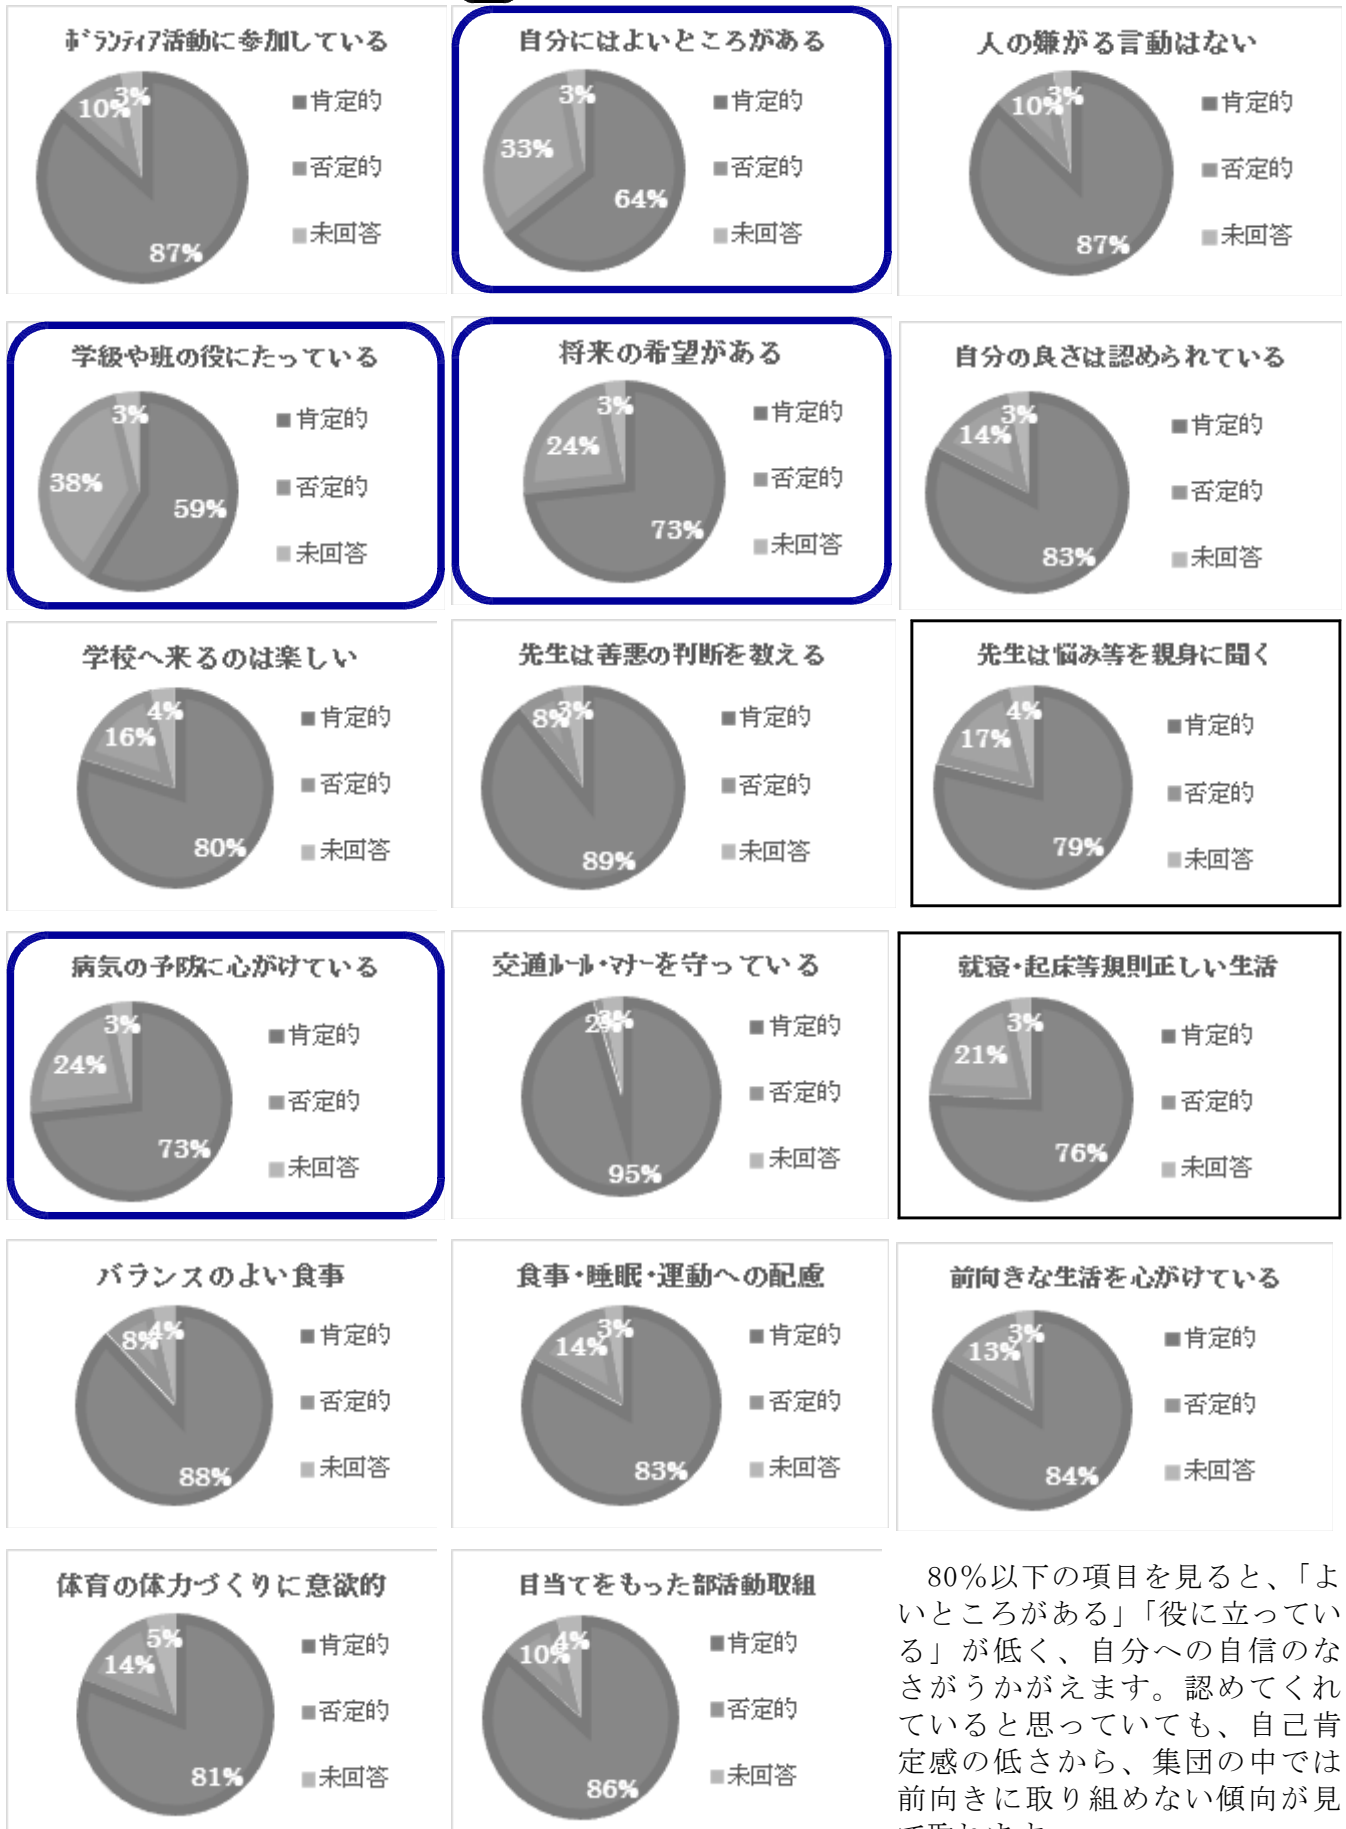 ﾎﾞﾗﾝﾃｨｱ活動に参加している
10%
3%
87%
肯定的
否定的
未回答
自分にはよいところがある
3%
33%
64%
肯定的
否定的
未回答
人の嫌がる言動はない
10%
3%
87%
肯定的
否定的
未回答
学級や班の役にたっている
3%
38%
59%
肯定的
否定的
未回答
将来の希望がある
3%
24%
73%
肯定的
否定的
未回答
自分の良さは認められている
3%
14%
83%
肯定的
否定的
未回答
学校へ来るのは楽しい
4%
16%
80%
肯定的
否定的
未回答
先生は善悪の判断を教える
8%
3%
89%
肯定的
否定的
未回答
先生は悩み等を親身に聞く
4%
17%
79%
肯定的
否定的
未回答
病気の予防に心がけている
3%
24%
73%
肯定的
否定的
未回答
交通ﾙｰﾙ・ﾏﾅｰを守っている
2%
3%
95%
肯定的
否定的
未回答
就寝・起床等規則正しい生活
3%
21%
76%
肯定的
否定的
未回答
バランスのよい食事
8%
4%
88%
肯定的
否定的
未回答
食事・睡眠・運動への配慮
3%
14%
83%
肯定的
否定的
未回答
前向きな生活を心がけている
3%
13%
84%
肯定的
否定的
未回答
体育の体力づくりに意欲的
5%
14%
81%
肯定的
否定的
未回答
目当てをもった部活動取組
10%
4%
86%
肯定的
否定的
未回答
80％以下の項目を見ると、「よ
いところがある」「役に立ってい
る」が低く、自分への自信のな
さがうかがえます。認めてくれ
ていると思っていても、自己肯
定感の低さから、集団の中では
前向きに取り組めない傾向が見